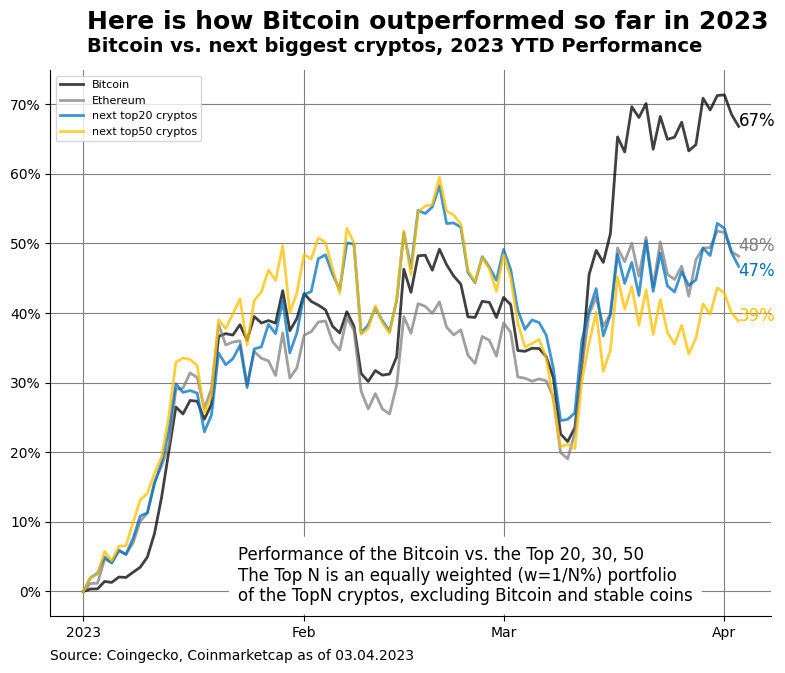 Here is how Bitcoin outperformed so far in 2023
Bitcoin vs. next biggest cryptos, 2023 YTD Performance
Bitcoin
Ethereum
next top20 cryptos
next top50 cryptos
70%
60%
50%
40%
30%
20%
10%
0%
67%
48%
47%
39%
Performance of the Bitcoin vs. the Top 20, 30, 50
The Top N is an equally weighted (w=1/N%) portfolio
of the TopN cryptos, excluding Bitcoin and stable coins
2023 Feb Mar Apr
Source: Coingecko, Coinmarketcap as of 03.04.2023